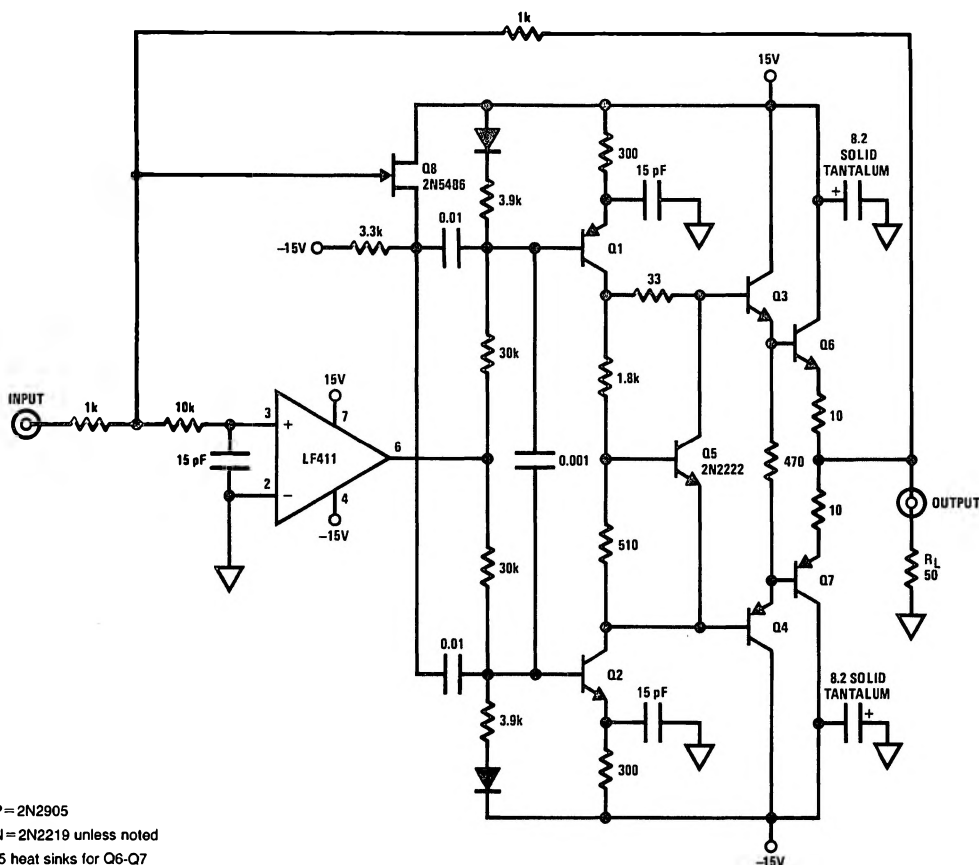 1k
15V
8.2
SOLID
TANTALUM
+
300
15 pF
Q8
2N5486
3.9k
0.01
-15V
3.3k
Q1
33
Q3
30k
1.8k
Q6
INPUT
1k
10k
15V
3
+
7
10
15 pF
LF411
6
0.001
Q5
2N2222
470
2
-
4
-15V
OUTPUT
10
30k
510
RL
50
Q7
0.01
Q4
Q2
15 pF
8.2 SOLID
TANTALUM
+
3.9k
300
-15V
P=2N2905
N=2N2219 unless noted
5 heat sinks for Q6-Q7